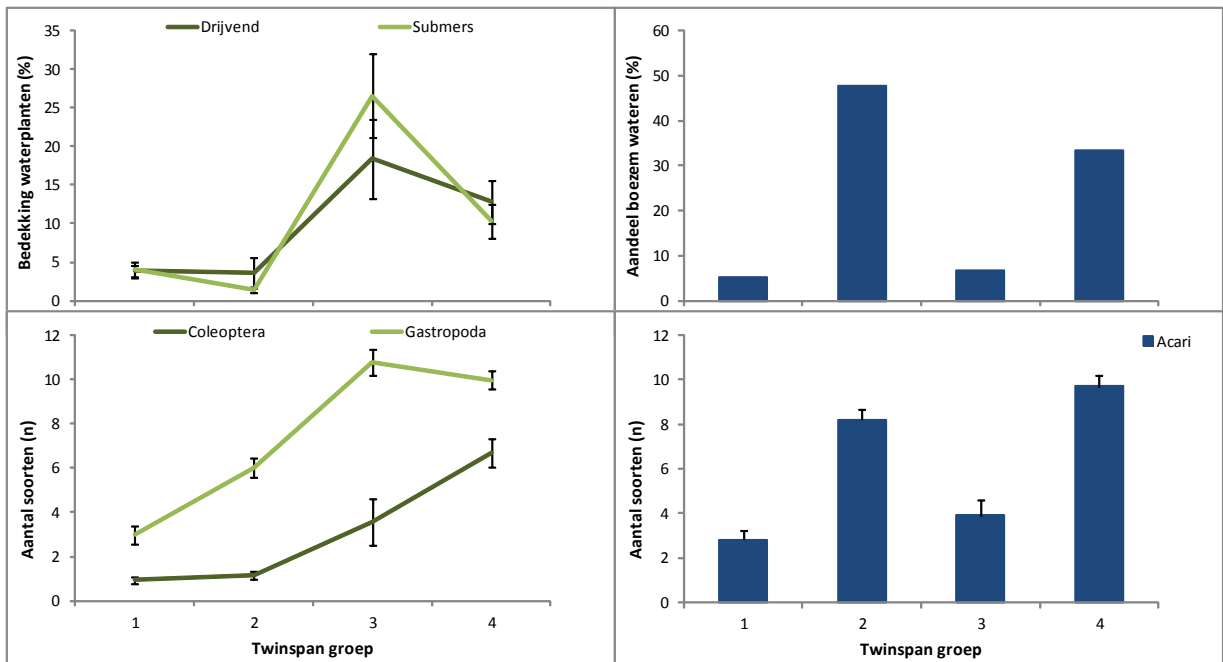 Drijvend Submers
Bedekking waterplanten (%)
35
30
25
20
15
10
5
0
Aandeel boezem wateren (%)
60
50
40
30
20
10
0
Coleoptera Gastropoda
Aantal soorten (n)
12
10
8
6
4
2
0
1 2 3 4
Twinspan groep
Acari
Aantal soorten (n)
12
10
8
6
4
2
0
1 2 3 4
Twinspan groep